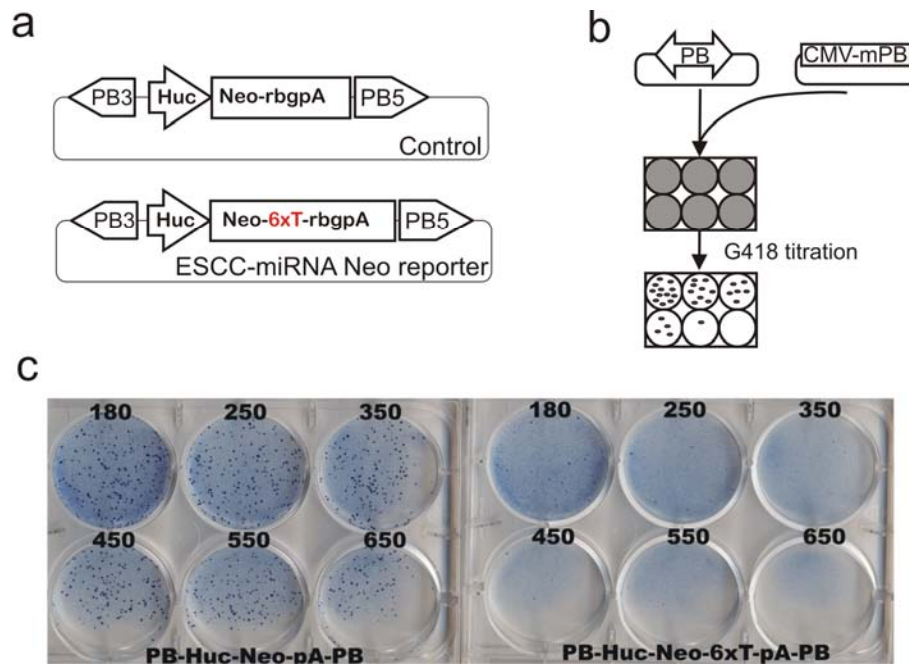 a
PB3 Huc Neo-rbgpA PB5
Control
PB3 Huc Neo-6xT-rbgpA PB5
ESCC-miRNA Neo reporter
b
PB CMV-mPB
G418 titration
c
180 250 350
450 550 650
PB-Huc-Neo-pA-PB
180 250 350
450 550 650
PB-Huc-Neo-6xT-pA-PB